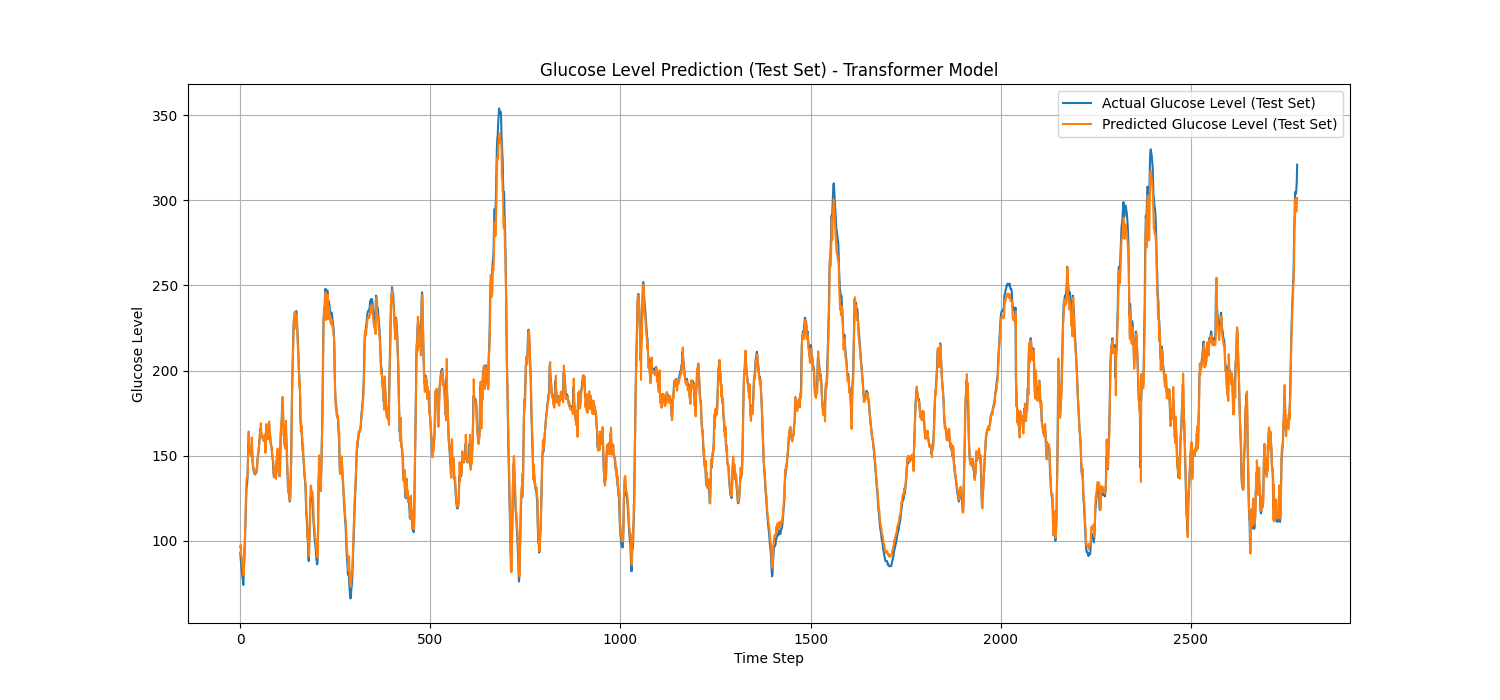 Glucose Level Prediction (Test Set) - Transformer Model
Actual Glucose Level (Test Set)
Predicted Glucose Level (Test Set)
350
300
250
200
150
100
Glucose Level
0 500 1000 1500 2000 2500
Time Step